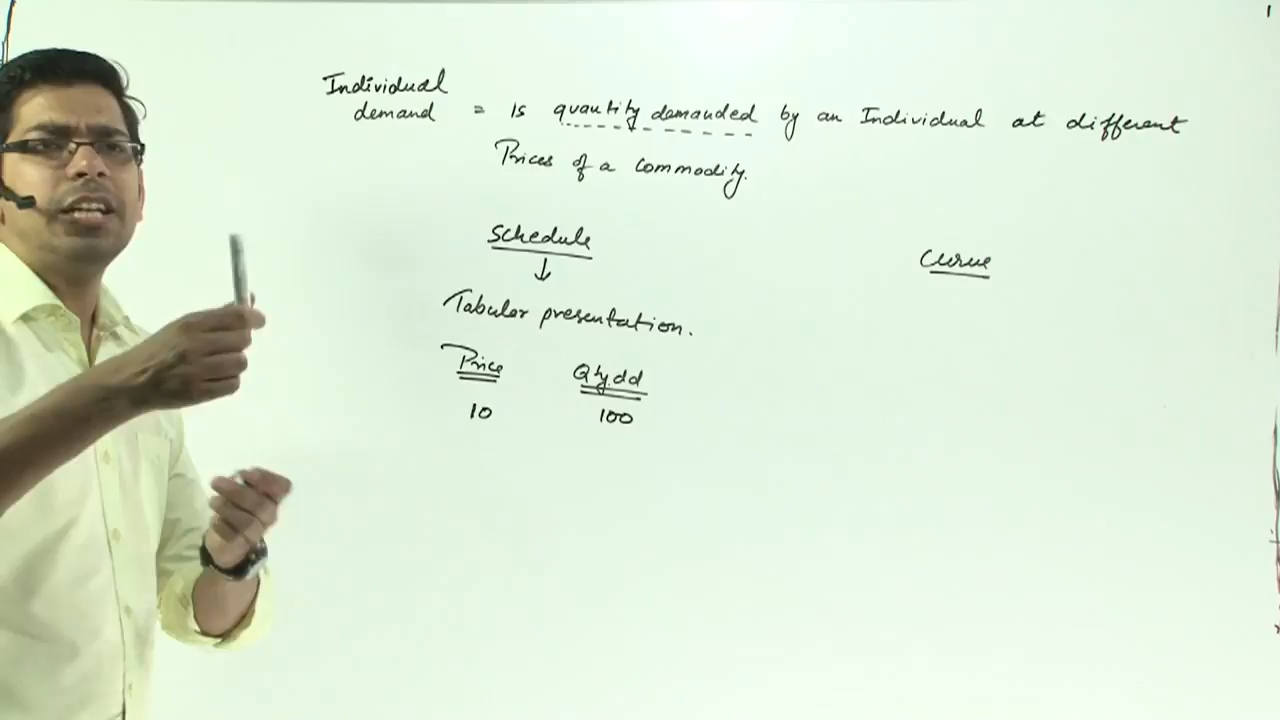 Individual
demand = is quantity demanded by an Individual at different
Prices of a commodity.
Schedule
Curve
↓
Tabular presentation.
Price Qty dd
10 100
1